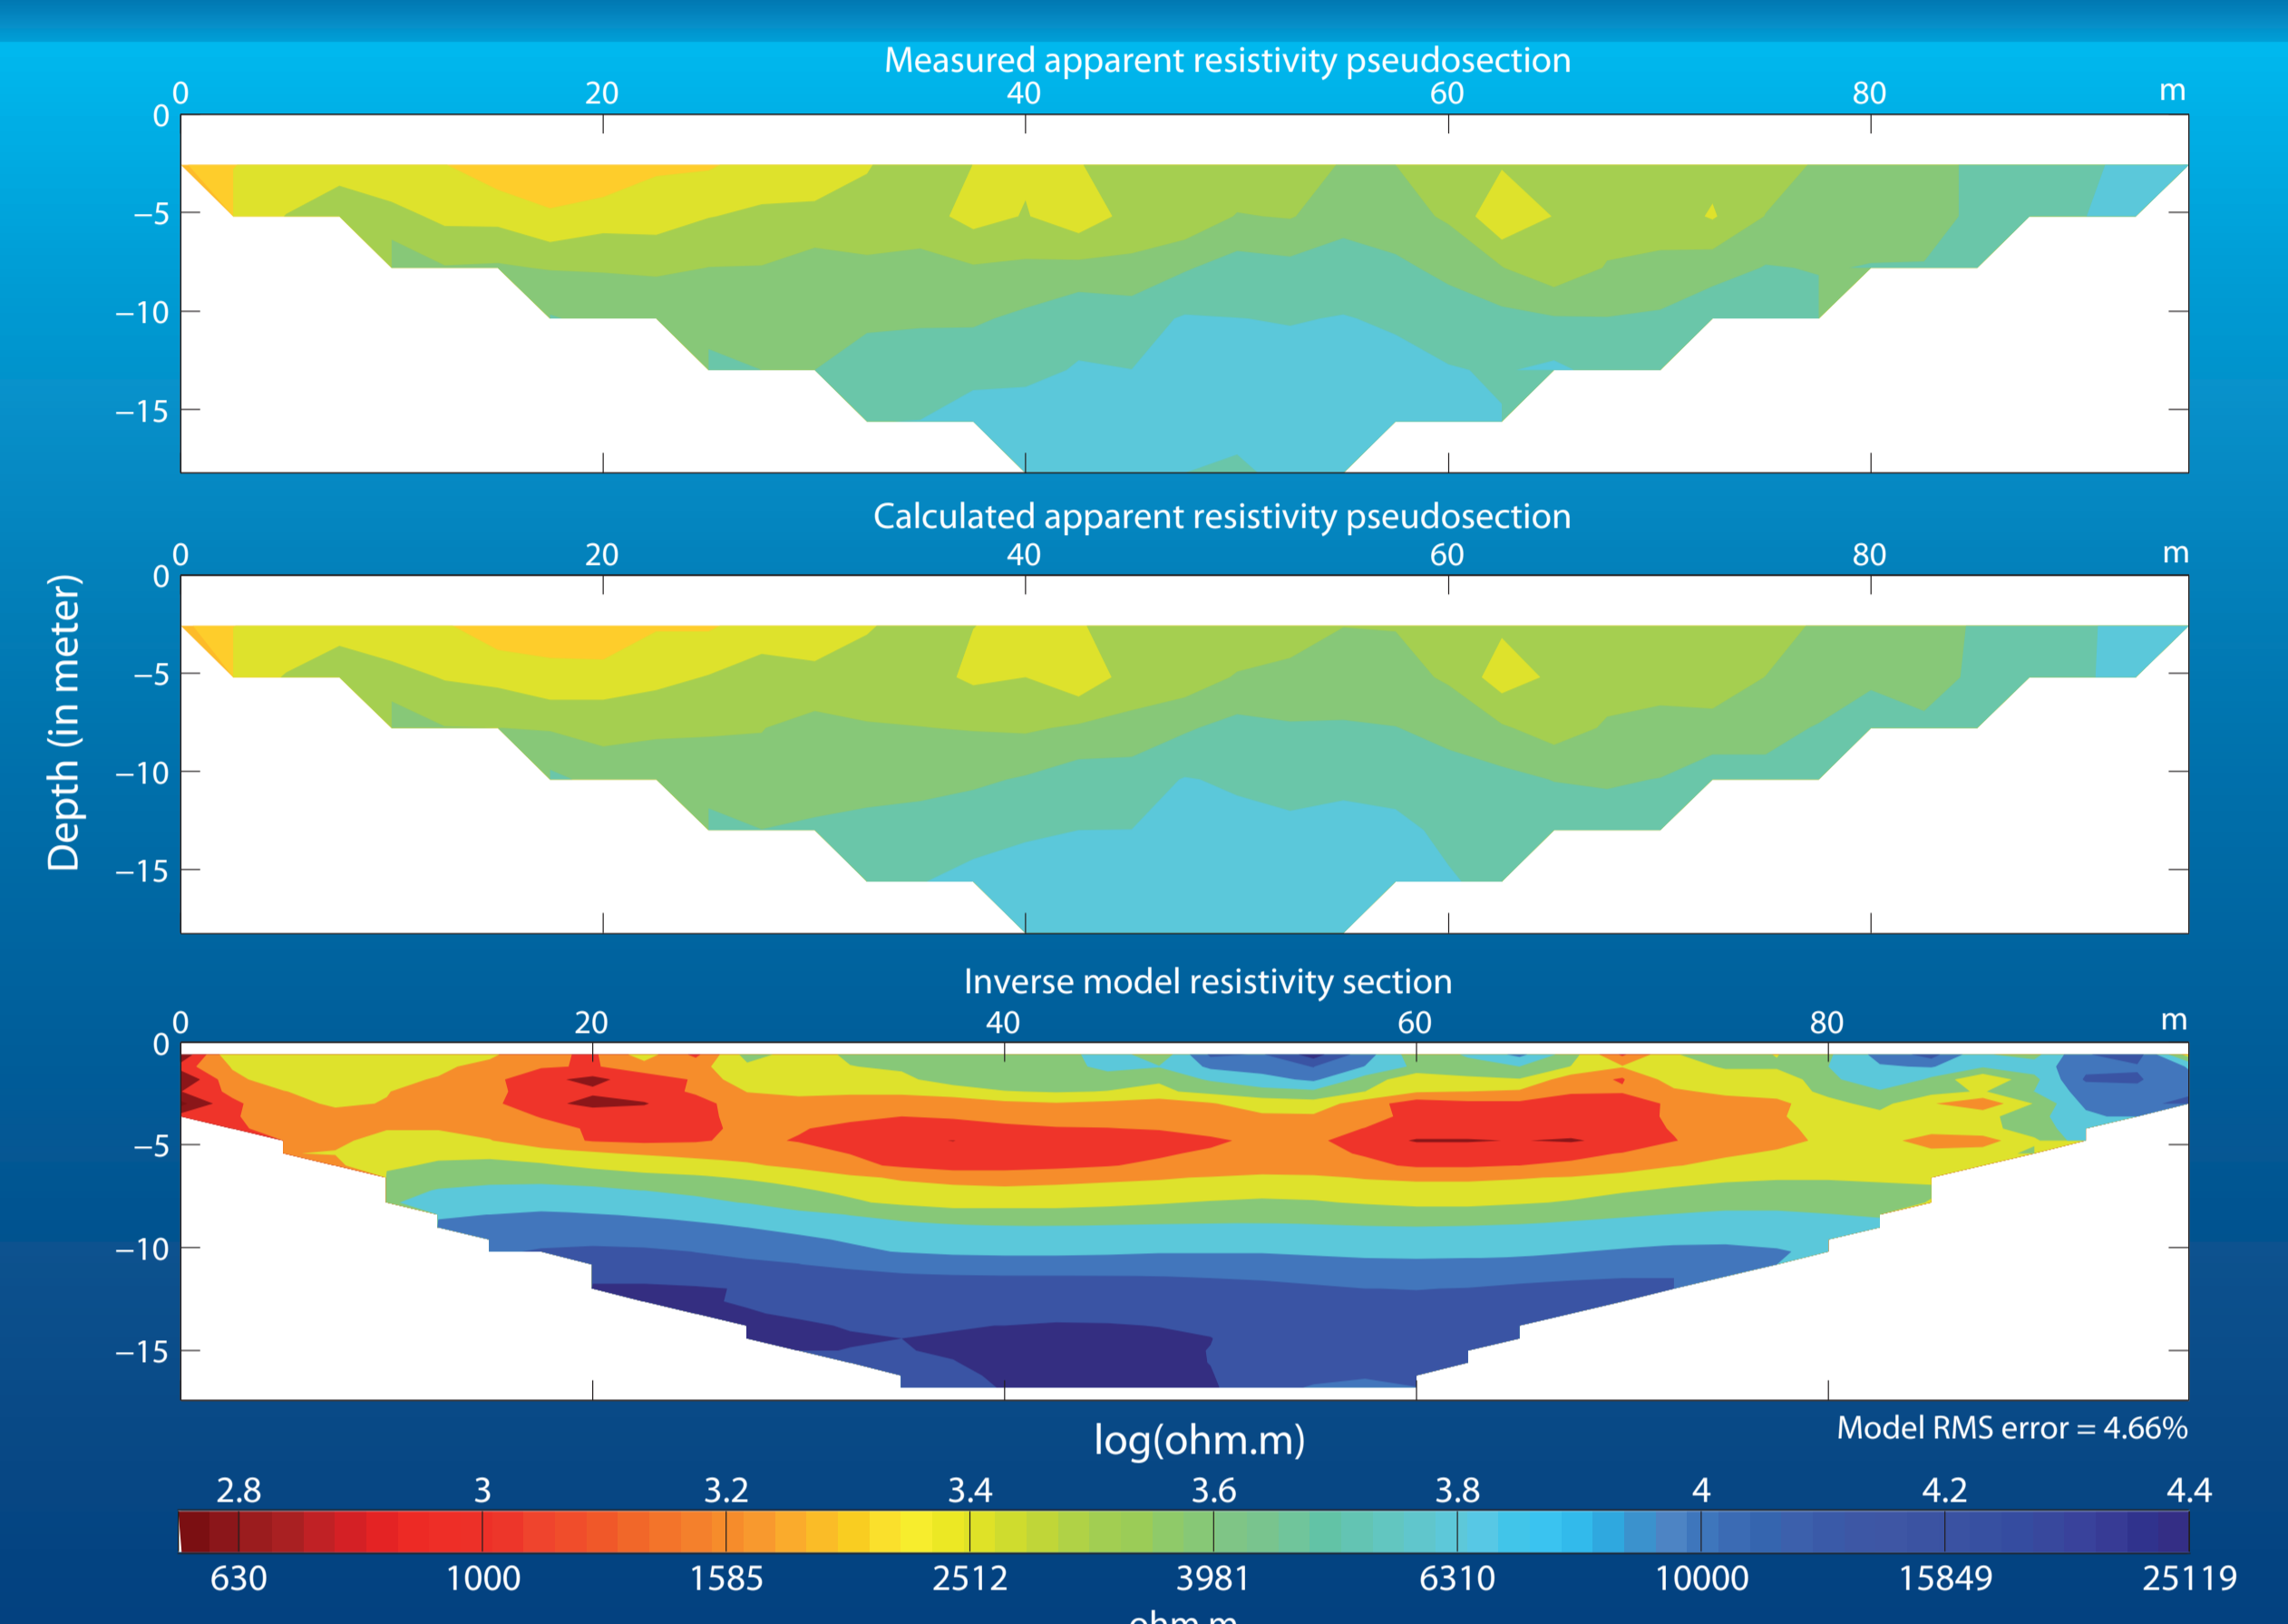 Measured apparent resistivity pseudosection
0 20 40 60 80 m
0
−5
−10
−15
Calculated apparent resistivity pseudosection
0 20 40 60 80 m
Depth (in meter)
0
−5
−10
−15
Inverse model resistivity section
0 20 40 60 80 m
0
−5
−10
−15
Model RMS error = 4.66%
log(ohm.m)
2.8 3 3.2 3.4 3.6 3.8 4 4.2 4.4
630 1000 1585 2512 3981 6310 10000 15849 25119
ohm.m